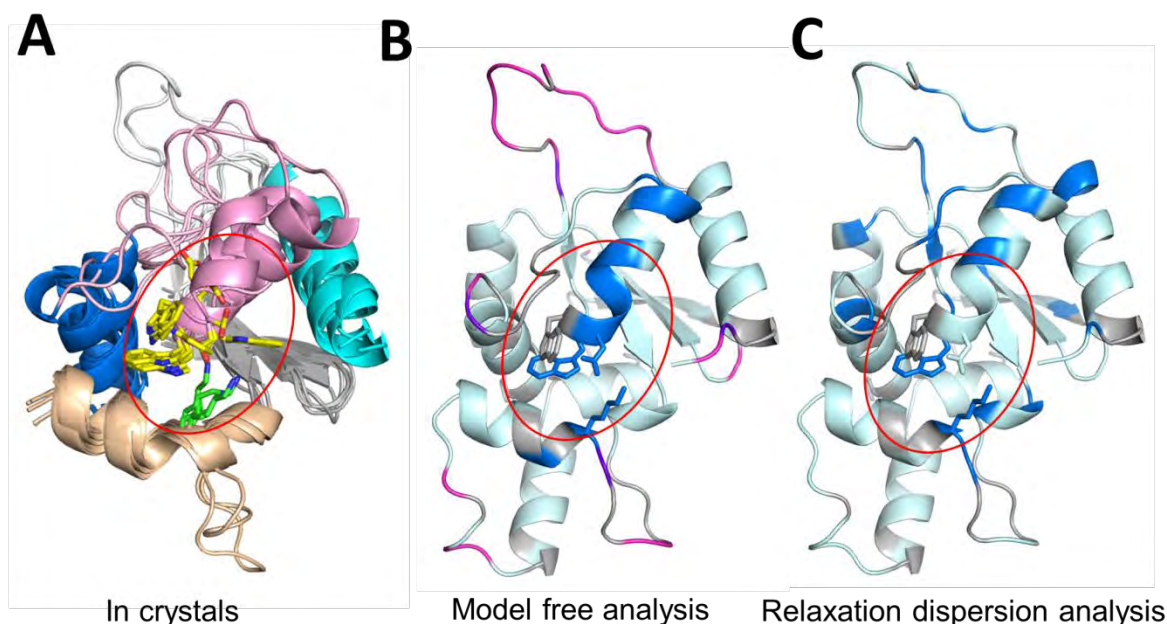 A
B
C
In crystals
Model free analysis
Relaxation dispersion analysis